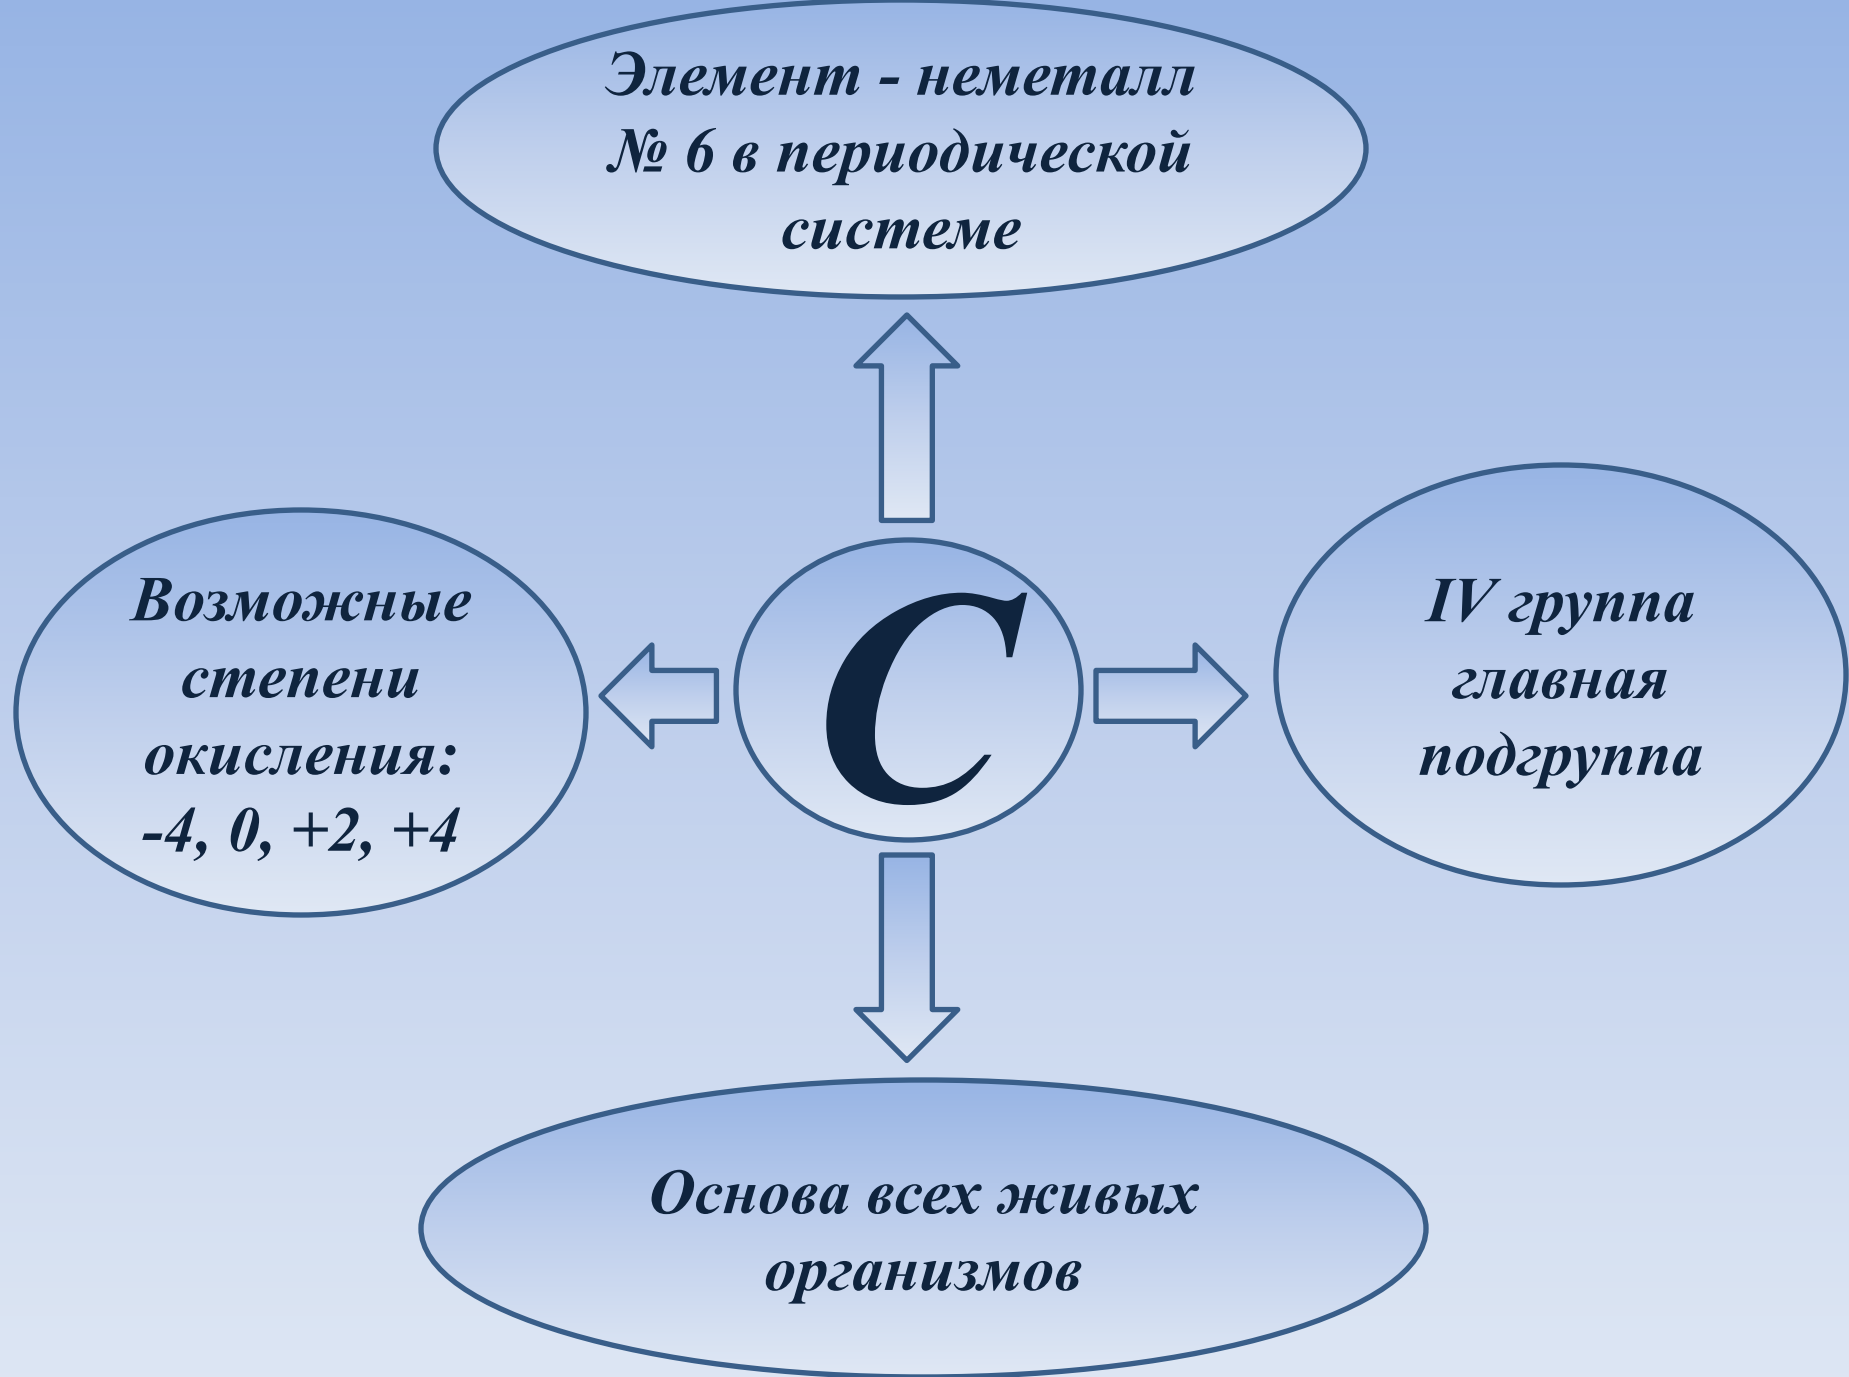 Элемент - неметалл
№ 6 в периодической
системе
Возможные
степени
окисления:
-4, 0, +2, +4
C
IV группа
главная
подгруппа
Основа всех живых
организмов